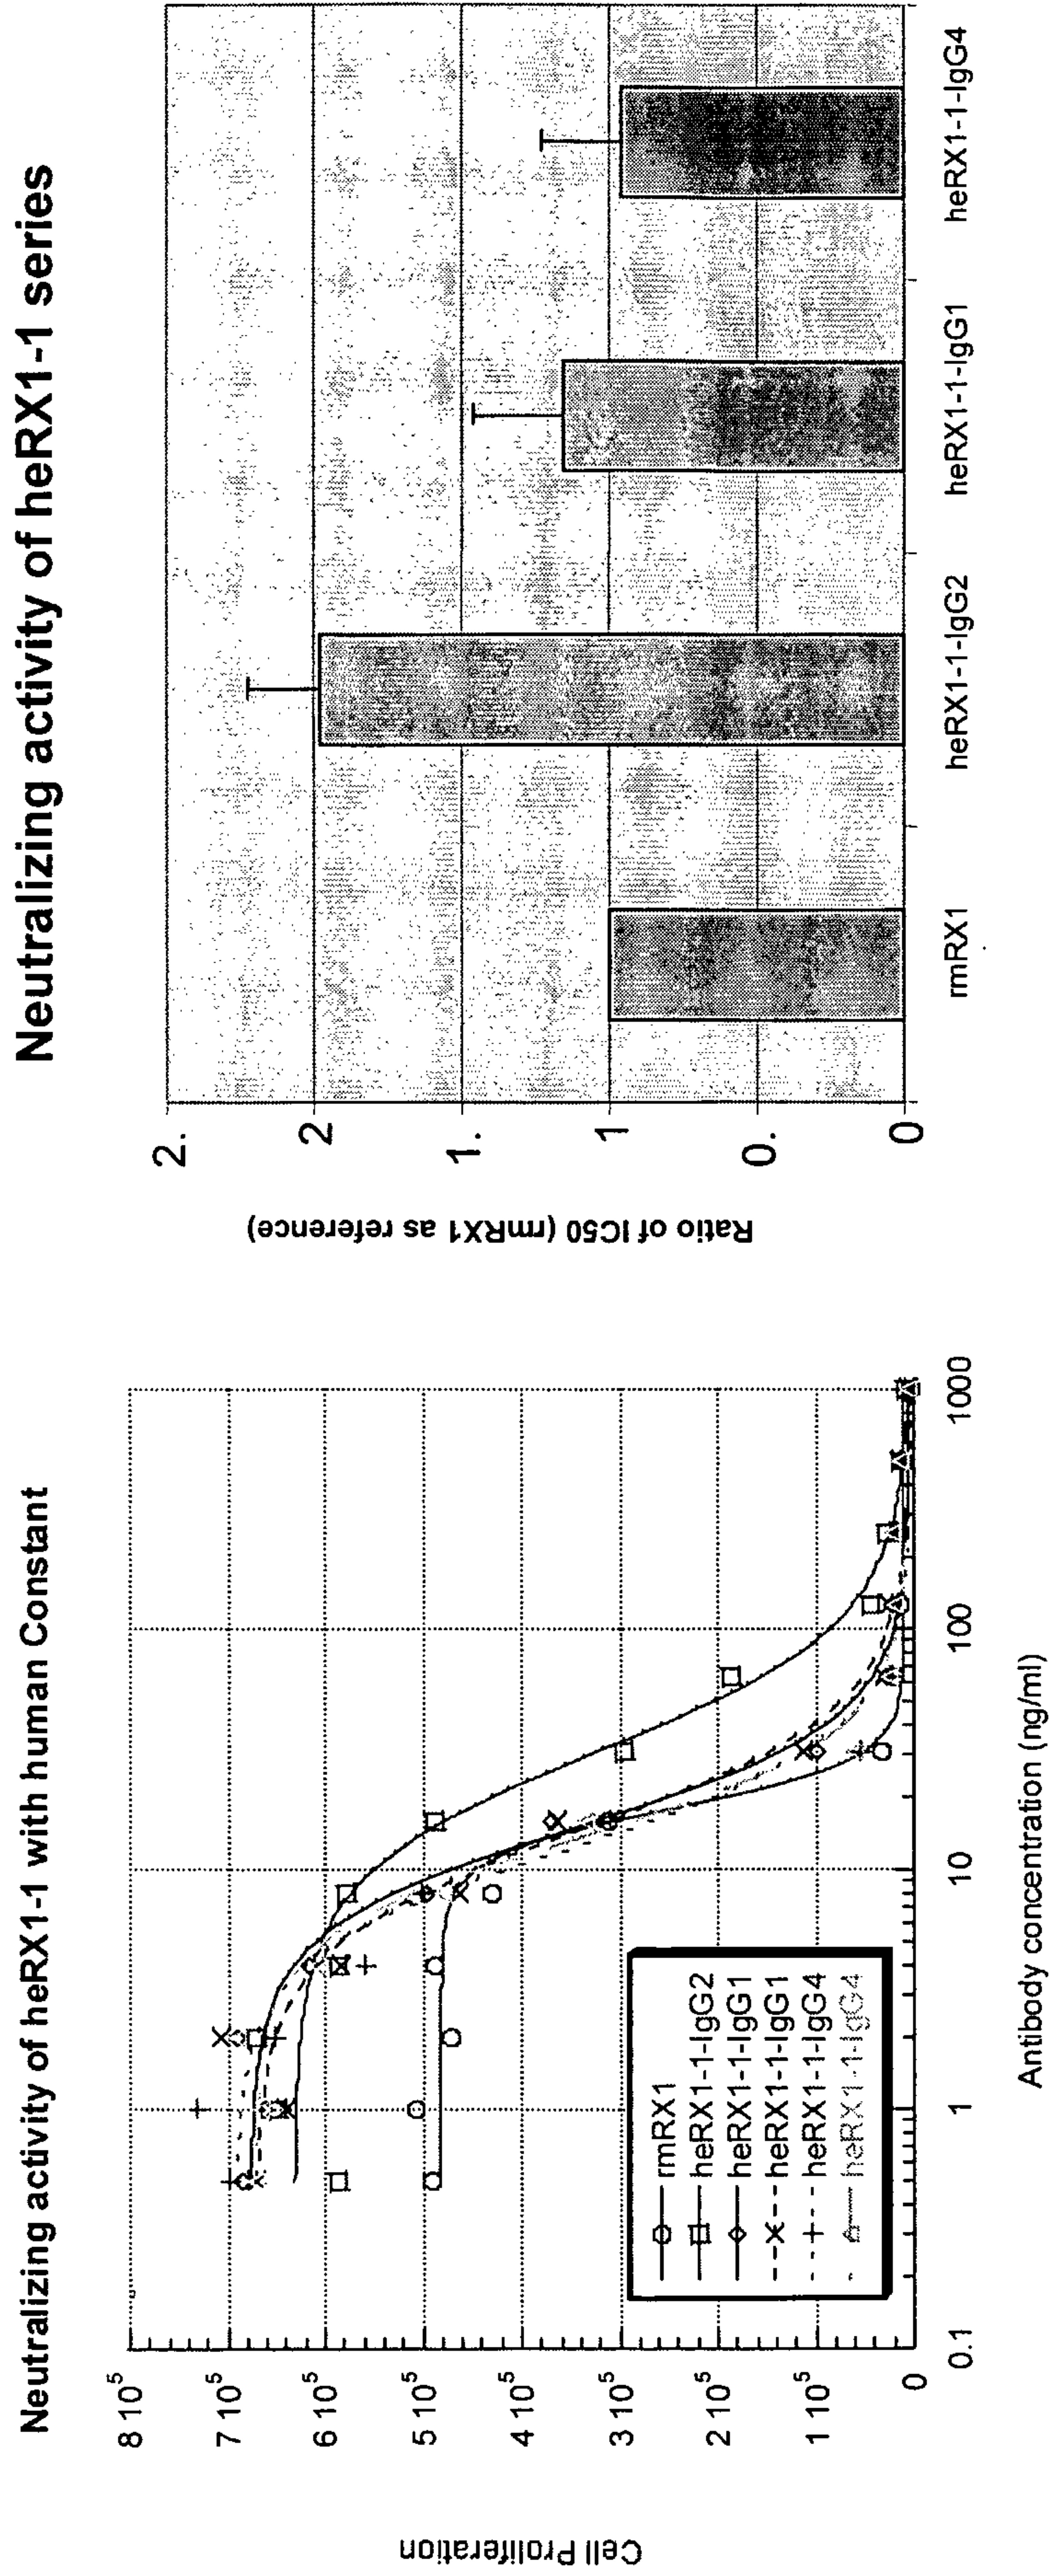 Neutralizing activity of heRX1-1 with human Constant
Cell Proliferation
8 10⁵
7 10⁵
6 10⁵
5 10⁵
4 10⁵
3 10⁵
2 10⁵
1 10⁵
0
rmRX1
heRX1-1-IgG2
heRX1-1-IgG1
heRX1-1-IgG1
heRX1-1-IgG4
heRX1-1-IgG4
0.1 1 10 100 1000
Antibody concentration (ng/ml)
Neutralizing activity of heRX1-1 series
Ratio of IC50 (rmRX1 as reference)
2.
2
1.
1
0.
0
rmRX1 heRX1-1-IgG2 heRX1-1-IgG1 heRX1-1-IgG4